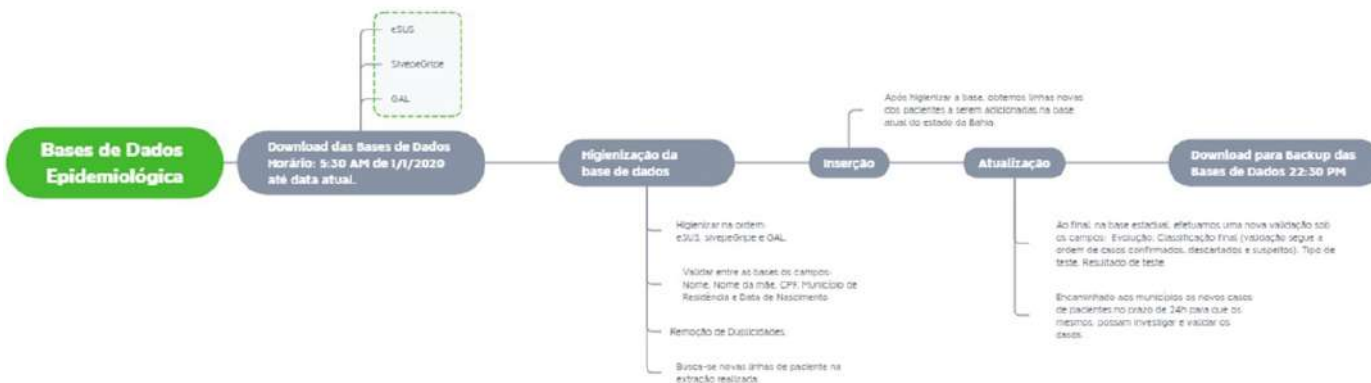 eSUS
SivepeGripe
GAL
Bases de Dados
Epidemiológica
Download das Bases de Dados
Horário: 5:30 AM de 1/1/2020
até data atual.
Higienização da
base de dados
Higienizar na ordem:
eSUS, sivepeGripe e GAL.
Validar entre as bases os campos:
Nome, Nome da mãe, CPF, Município de
Residência e Data de Nascimento
Remoção de Duplicidades
Busca-se novas linhas de paciente na
extração realizada
Após higienizar a base, obtemos linhas novas
dos pacientes a serem adicionadas na base
atual do estado da Bahia
Inserção
Atualização
Ao final, na base estadual, efetuamos uma nova validação sob
os campos: Evolução, Classificação final (validação segue a
ordem de casos confirmados, descartados e suspeitos), Tipo de
teste, Resultado de teste
Encaminhado aos municípios os novos casos
de pacientes no prazo de 24h para que os
mesmos, possam investigar e validar os
casos.
Download para Backup das
Bases de Dados 22:30 PM